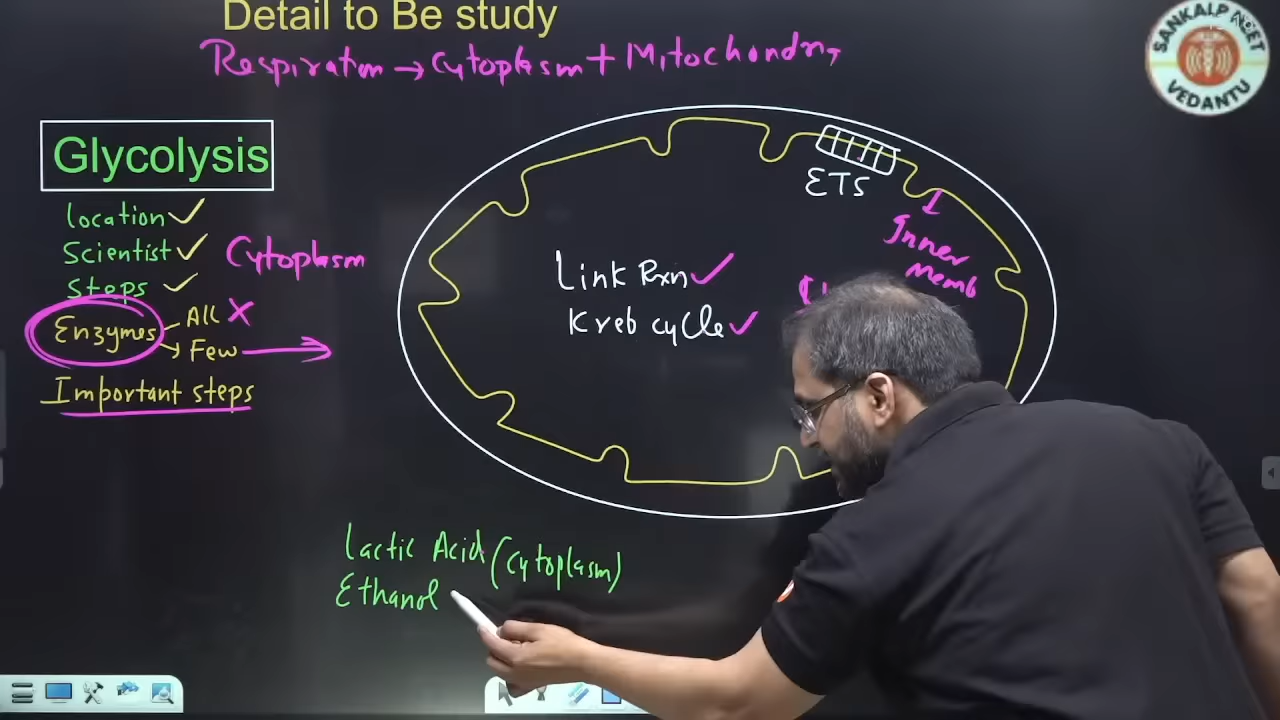 Detail to Be study
Respiration → Cytoplasm + Mitochondri
Glycolysis
Location ✓
Scientist ✓
Steps ✓
Cytoplasm
Enzymes
All X
Few
Important steps
ETS
Inner
Memb
Link Rxn ✓
Kreb cycle ✓
Lactic Acid (Cytoplasm)
Ethanol
SANKALP NEET
VEDANTU